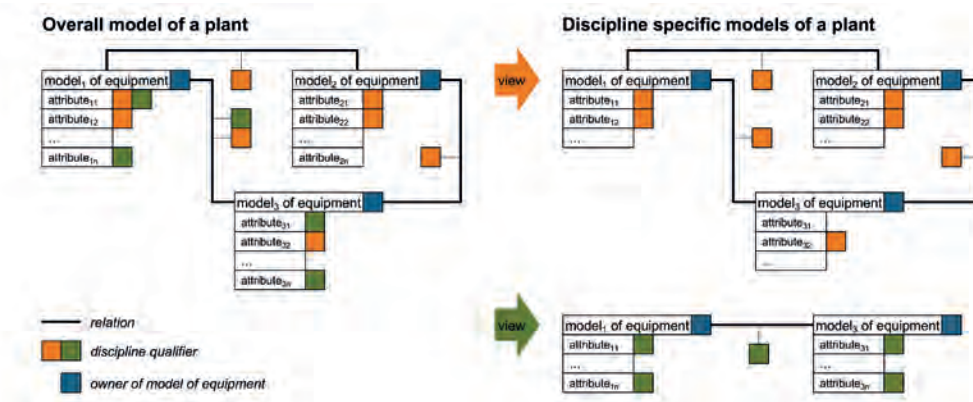 Overall model of a plant
model₁ of equipment
attribute₁₁
attribute₁₂
...
attribute₁ₙ
model₂ of equipment
attribute₂₁
attribute₂₂
...
attribute₂ₙ
model₃ of equipment
attribute₃₁
attribute₃₂
...
attribute₃ₙ
relation
discipline qualifier
owner of model of equipment
view
view
Discipline specific models of a plant
model₁ of equipment
attribute₁₁
attribute₁₂
...
model₂ of equipment
attribute₂₁
attribute₂₂
...
model₃ of equipment
attribute₃₁
attribute₃₂
...
model₁ of equipment
attribute₁₁
...
attribute₁ₙ
model₃ of equipment
attribute₃₁
...
attribute₃ₙ